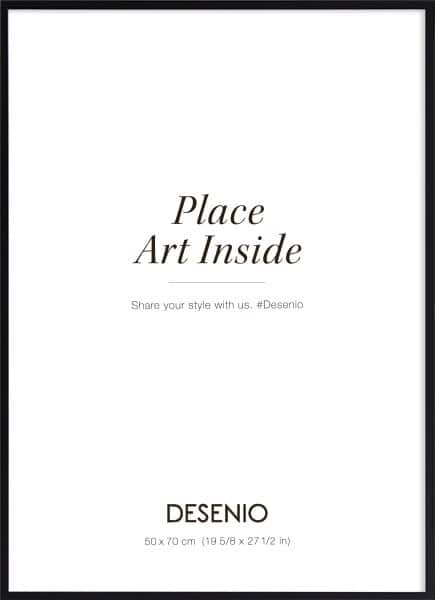 Place
Art Inside
Share your style with us. #Desenio
DESENIO
50 x 70 cm (19 5/8 x 27 1/2 in)